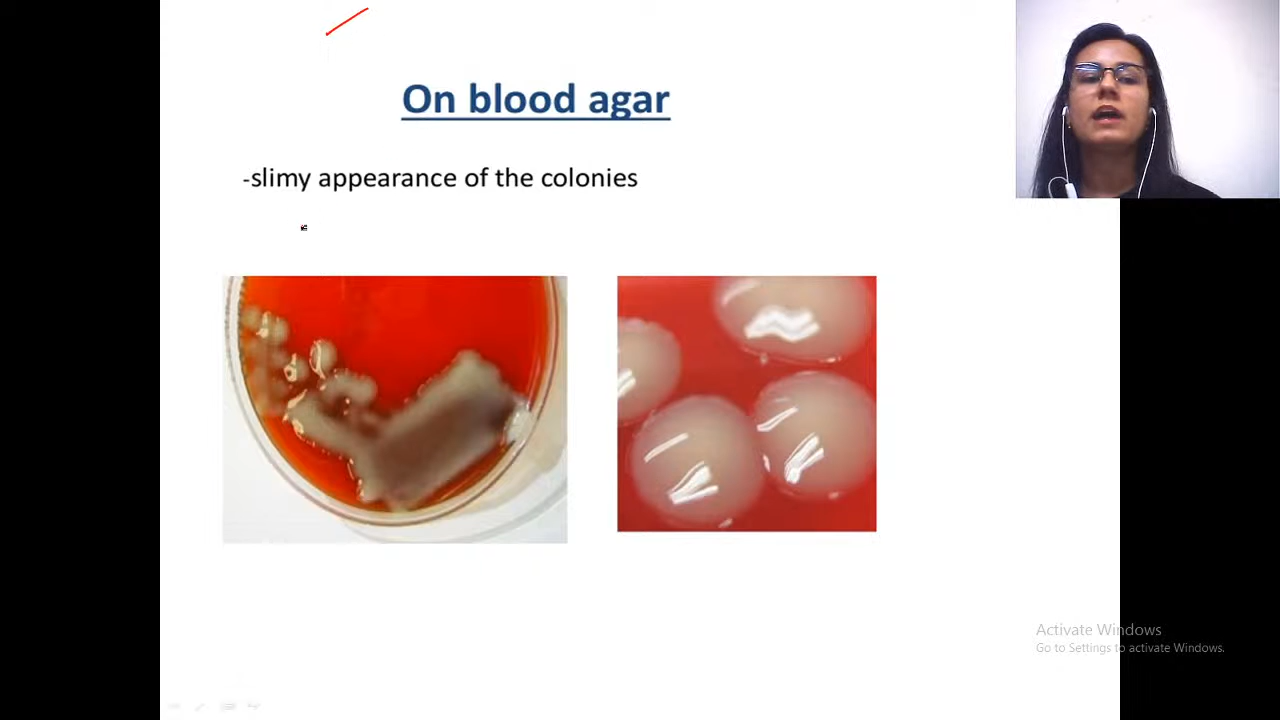 On blood agar
-slimy appearance of the colonies
Activate Windows
Go to Settings to activate Windows.